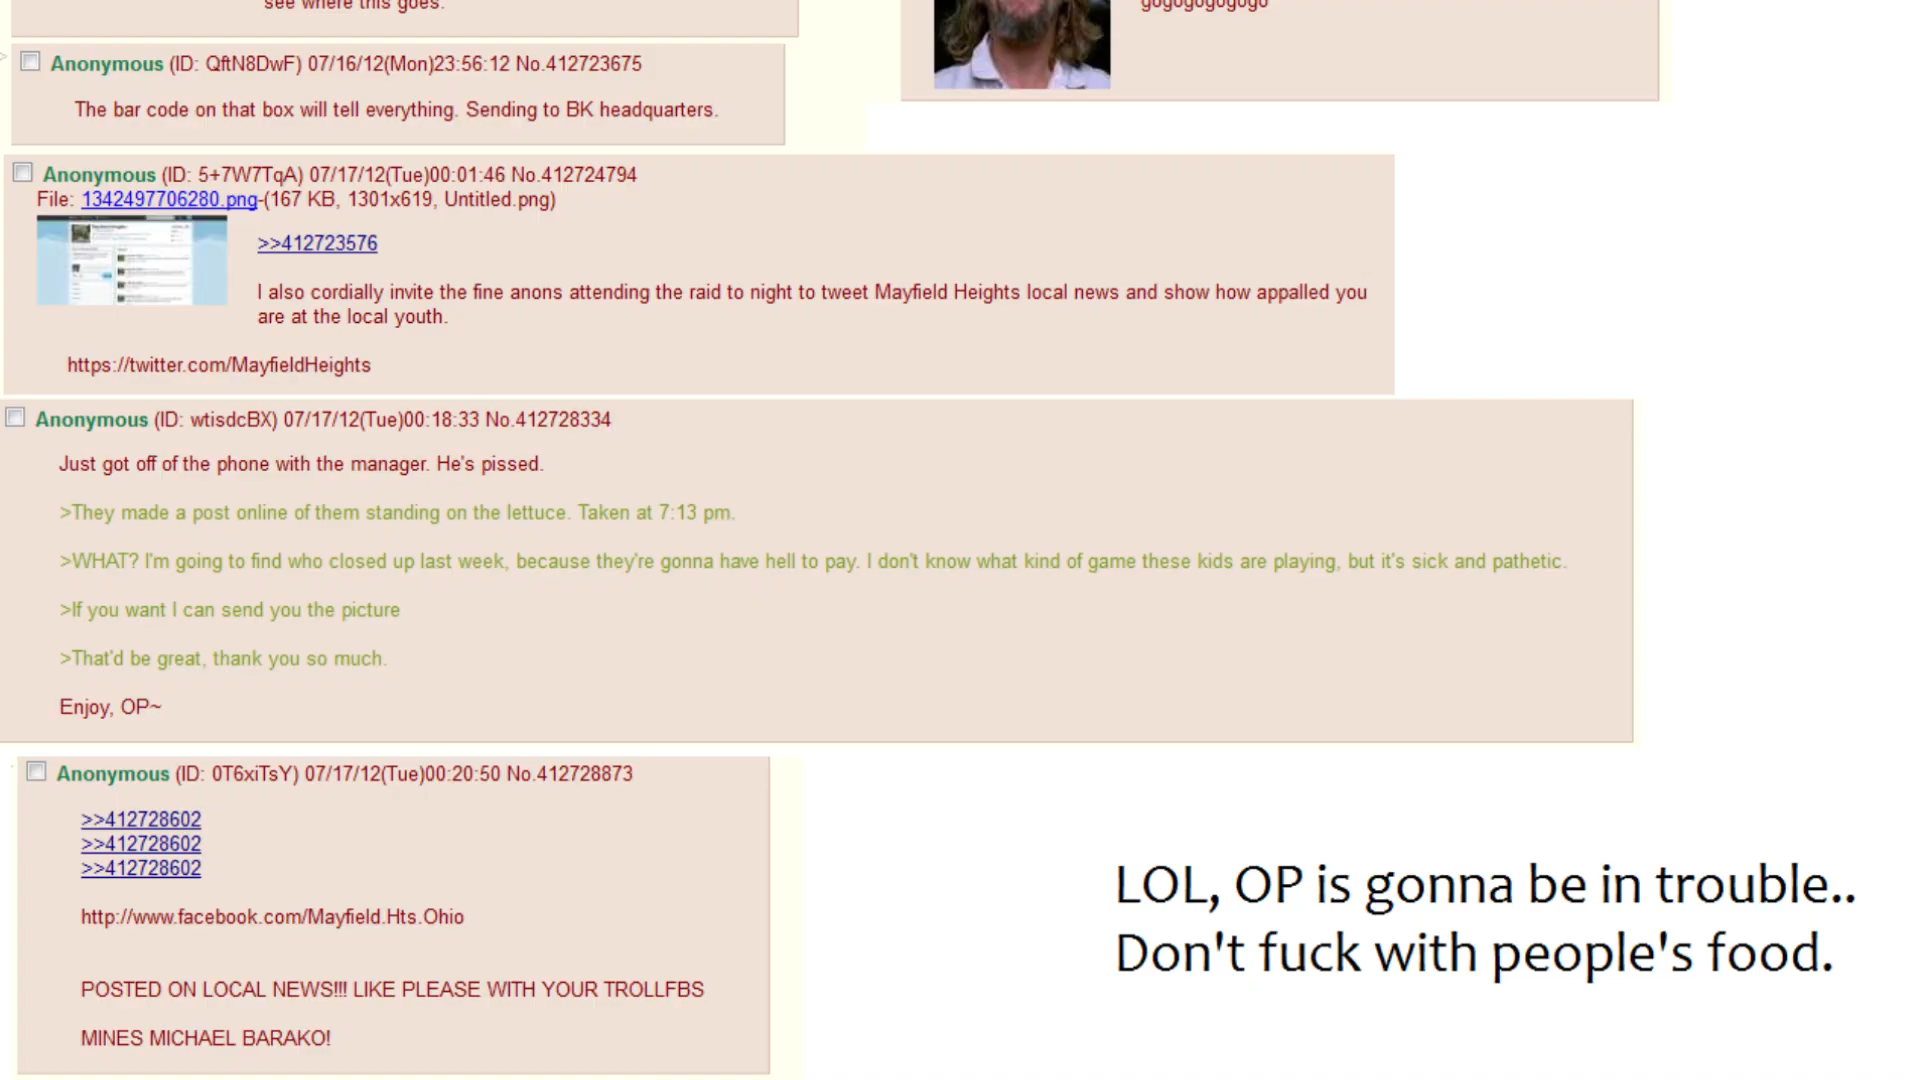 see where this goes.
gogogogogogo
Anonymous (ID: QftN8DwF) 07/16/12(Mon)23:56:12 No.412723675
The bar code on that box will tell everything. Sending to BK headquarters.
Anonymous (ID: 5+7W7TqA) 07/17/12(Tue)00:01:46 No.412724794
File: 1342497706280.png-(167 KB, 1301x619, Untitled.png)
>>412723576
I also cordially invite the fine anons attending the raid to night to tweet Mayfield Heights local news and show how appalled you
are at the local youth.
https://twitter.com/MayfieldHeights
Anonymous (ID: wtisdcBX) 07/17/12(Tue)00:18:33 No.412728334
Just got off of the phone with the manager. He's pissed.
>They made a post online of them standing on the lettuce. Taken at 7:13 pm.
>WHAT? I'm going to find who closed up last week, because they're gonna have hell to pay. I don't know what kind of game these kids are playing, but it's sick and pathetic.
>If you want I can send you the picture
>That'd be great, thank you so much.
Enjoy, OP~
Anonymous (ID: 0T6xiTsY) 07/17/12(Tue)00:20:50 No.412728873
>>412728602
>>412728602
>>412728602
http://www.facebook.com/Mayfield.Hts.Ohio
POSTED ON LOCAL NEWS!!! LIKE PLEASE WITH YOUR TROLLFBS
MINES MICHAEL BARAKO!
LOL, OP is gonna be in trouble..
Don't fuck with people's food.